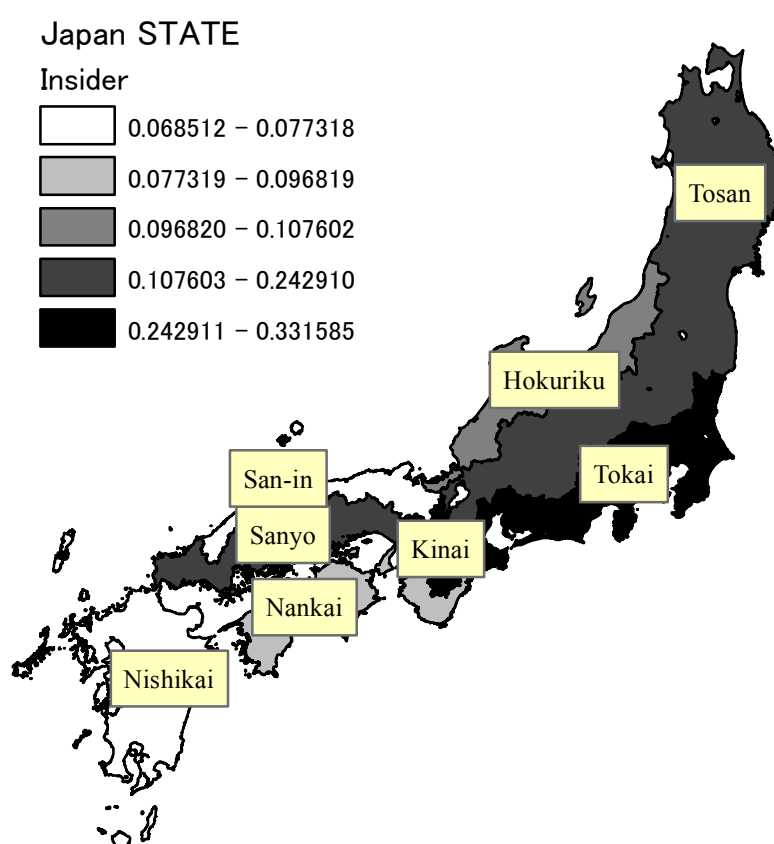 Japan STATE
Insider
0.068512 - 0.077318
0.077319 - 0.096819
0.096820 - 0.107602
0.107603 - 0.242910
0.242911 - 0.331585
Tosan
Hokuriku
Tokai
San-in
Sanyo
Kinai
Nankai
Nishikai